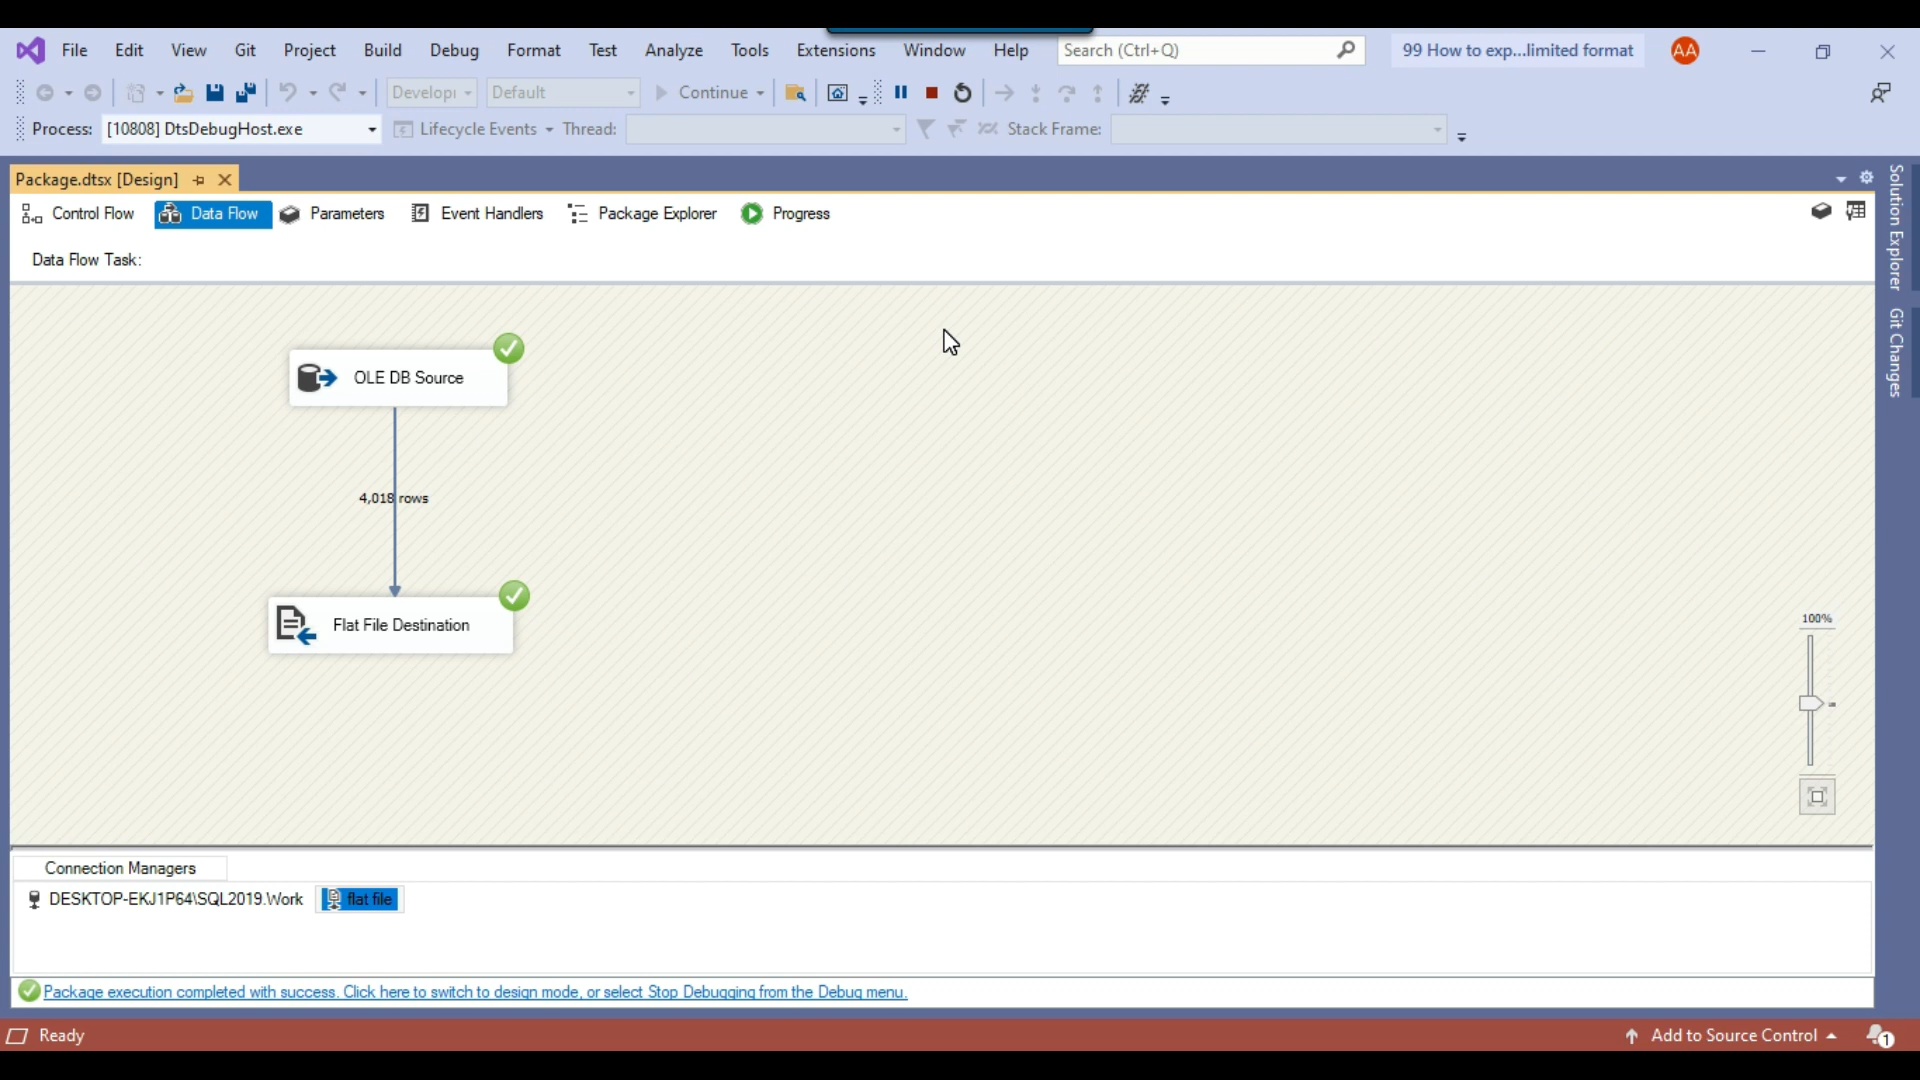 File Edit View Git Project Build Debug Format Test Analyze Tools Extensions Window Help Search (Ctrl+Q) 99 How to exp...limited format AA
Developı Default Continue
Process: [10808] DtsDebugHost.exe Lifecycle Events Thread: Stack Frame:
Package.dtsx [Design]
Control Flow Data Flow Parameters Event Handlers Package Explorer Progress
Data Flow Task:
OLE DB Source
4,018 rows
Flat File Destination
100%
Solution Explorer
Git Changes
Connection Managers
DESKTOP-EKJ1P64\SQL2019.Work flat file
Package execution completed with success. Click here to switch to design mode, or select Stop Debugging from the Debug menu.
Ready Add to Source Control 1